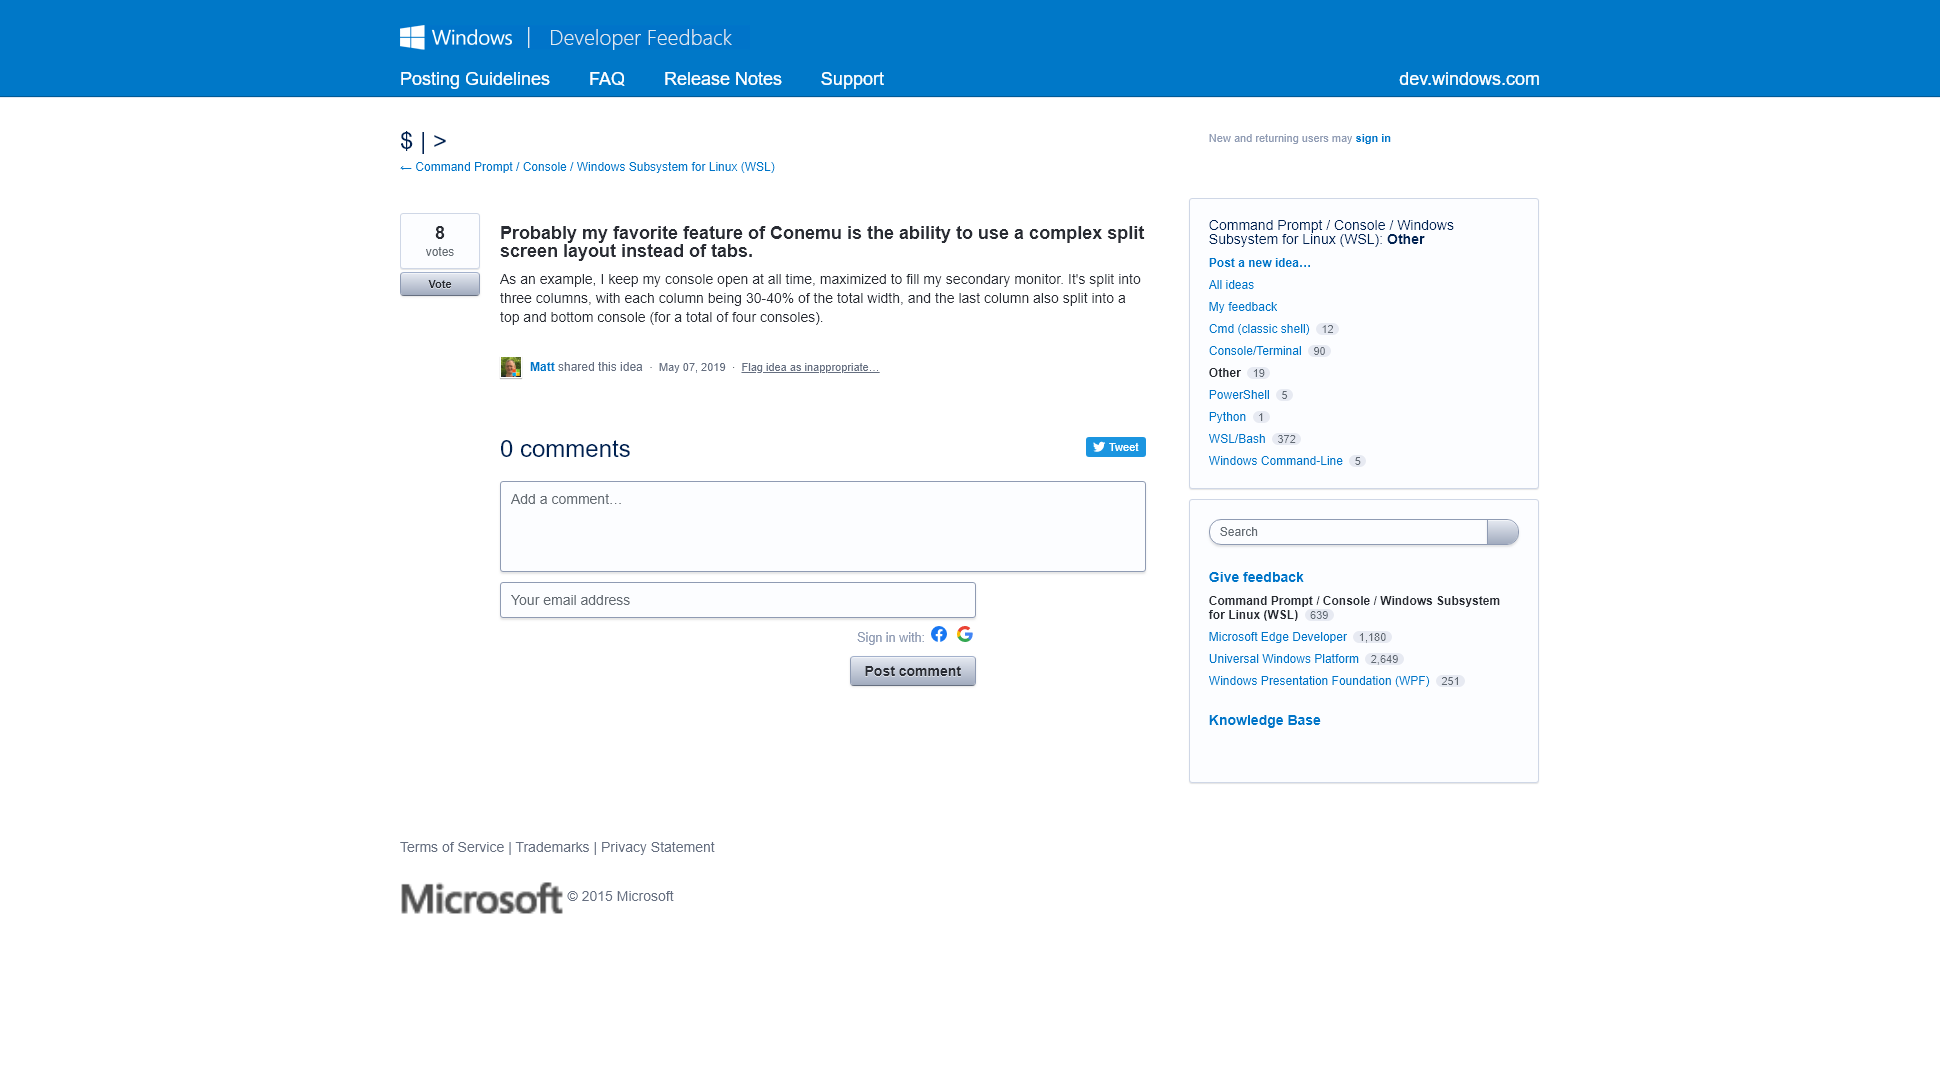 Windows | Developer Feedback
Posting Guidelines FAQ Release Notes Support dev.windows.com
$ | >
← Command Prompt / Console / Windows Subsystem for Linux (WSL)
New and returning users may sign in
8
votes
Vote
Probably my favorite feature of Conemu is the ability to use a complex split
screen layout instead of tabs.
As an example, I keep my console open at all time, maximized to fill my secondary monitor. It's split into
three columns, with each column being 30-40% of the total width, and the last column also split into a
top and bottom console (for a total of four consoles).
Matt shared this idea · May 07, 2019 · Flag idea as inappropriate…
0 comments
Tweet
Add a comment…
Your email address
Sign in with:
Post comment
Command Prompt / Console / Windows
Subsystem for Linux (WSL): Other
Post a new idea…
All ideas
My feedback
Cmd (classic shell) 12
Console/Terminal 90
Other 19
PowerShell 5
Python 1
WSL/Bash 372
Windows Command-Line 5
Search
Give feedback
Command Prompt / Console / Windows Subsystem
for Linux (WSL) 639
Microsoft Edge Developer 1,180
Universal Windows Platform 2,649
Windows Presentation Foundation (WPF) 251
Knowledge Base
Terms of Service | Trademarks | Privacy Statement
Microsoft © 2015 Microsoft